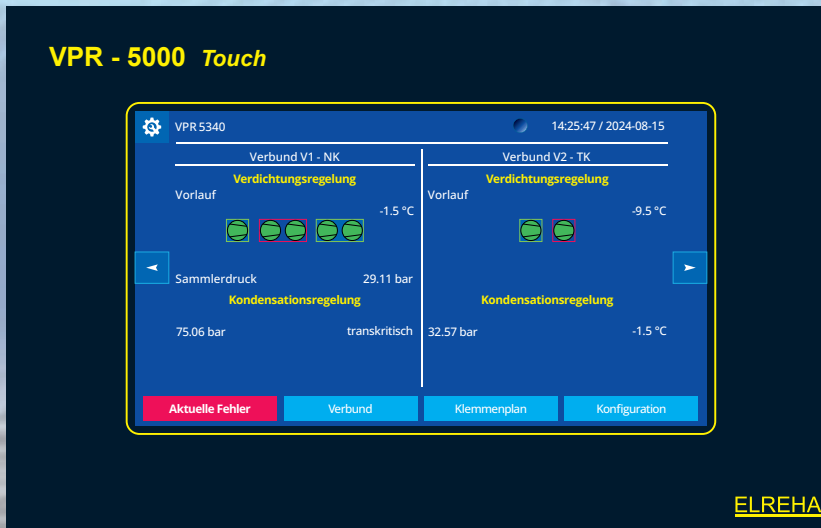 VPR - 5000 Touch
VPR 5340 14:25:47 / 2024-08-15
Verbund V1 - NK
Verdichtungsregelung
Vorlauf
-1.5 °C
Sammlerdruck 29.11 bar
Kondensationsregelung
75.06 bar transkritisch
Verbund V2 - TK
Verdichtungsregelung
Vorlauf
-9.5 °C
Kondensationsregelung
32.57 bar -1.5 °C
Aktuelle Fehler Verbund Klemmenplan Konfiguration
ELREHA